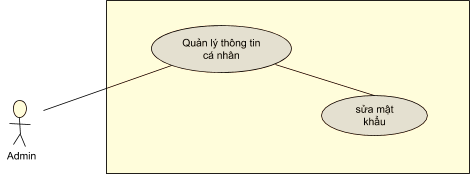 Quản lý thông tin
cá nhân
sửa mật
khẩu
Admin